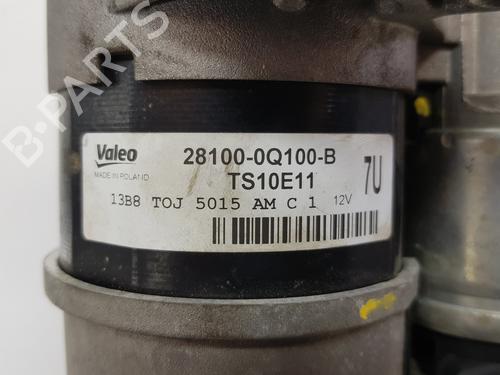 B-PARTS
Valeo
MADE IN POLAND
28100-0Q100-B
TS10E11
7U
13B8 TOJ 5015 AM C 1 12V